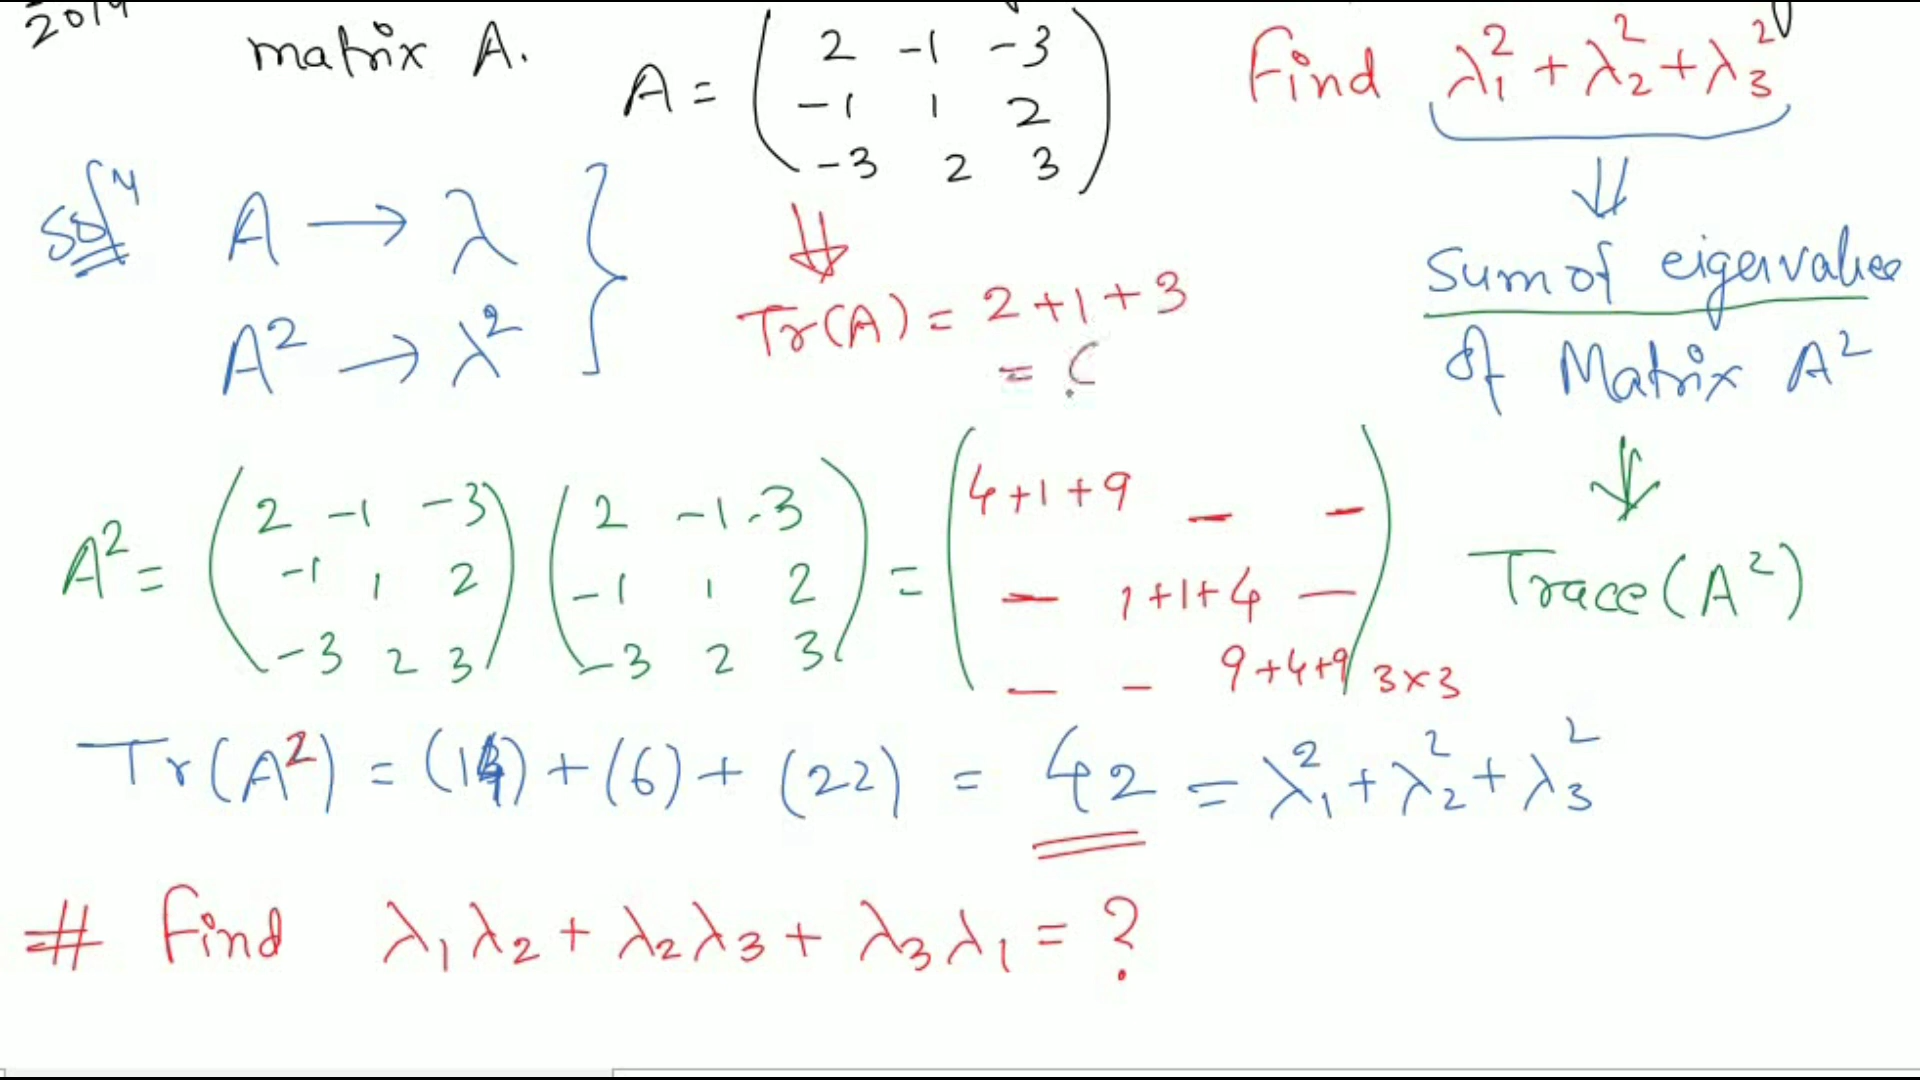 2019
matrix A. A = ( 2 -1 -3
-1 1 2
-3 2 3 )
Find λ₁² + λ₂² + λ₃²
Solⁿ A → λ
A² → λ² }
Tr(A) = 2+1+3
=
Sum of eigenvalues
of Matrix A²
Trace(A²)
A² = ( 2 -1 -3 ) ( 2 -1 -3 ) = ( 4+1+9 - - )
-1 1 2 -1 1 2 - 1+1+4 -
-3 2 3 -3 2 3 - - 9+4+9 3×3
Tr(A²) = (14) + (6) + (22) = 42 = λ₁² + λ₂² + λ₃²
# Find λ₁λ₂ + λ₂λ₃ + λ₃λ₁ = ?